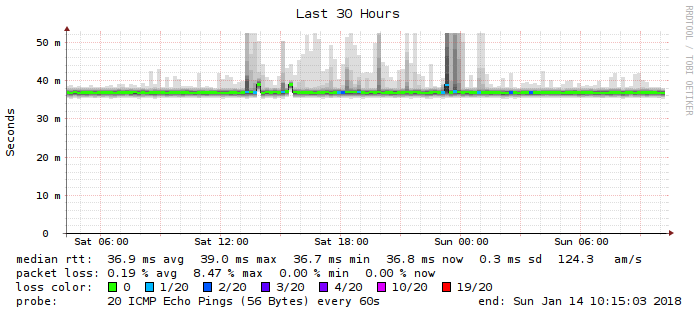 Last 30 Hours
RRDTOOL / TOBI OETIKER
Seconds
50 m
40 m
30 m
20 m
10 m
0
Sat 06:00 Sat 12:00 Sat 18:00 Sun 00:00 Sun 06:00
median rtt: 36.9 ms avg 39.0 ms max 36.7 ms min 36.8 ms now 0.3 ms sd 124.3 am/s
packet loss: 0.19 % avg 8.47 % max 0.00 % min 0.00 % now
loss color: 0 1/20 2/20 3/20 4/20 10/20 19/20
probe: 20 ICMP Echo Pings (56 Bytes) every 60s end: Sun Jan 14 10:15:03 2018